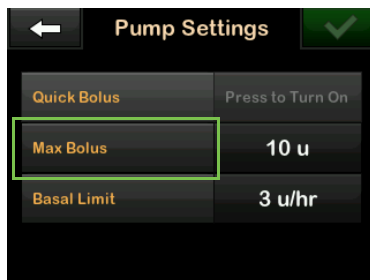 Pump Settings
Quick Bolus Press to Turn On
Max Bolus 10 u
Basal Limit 3 u/hr